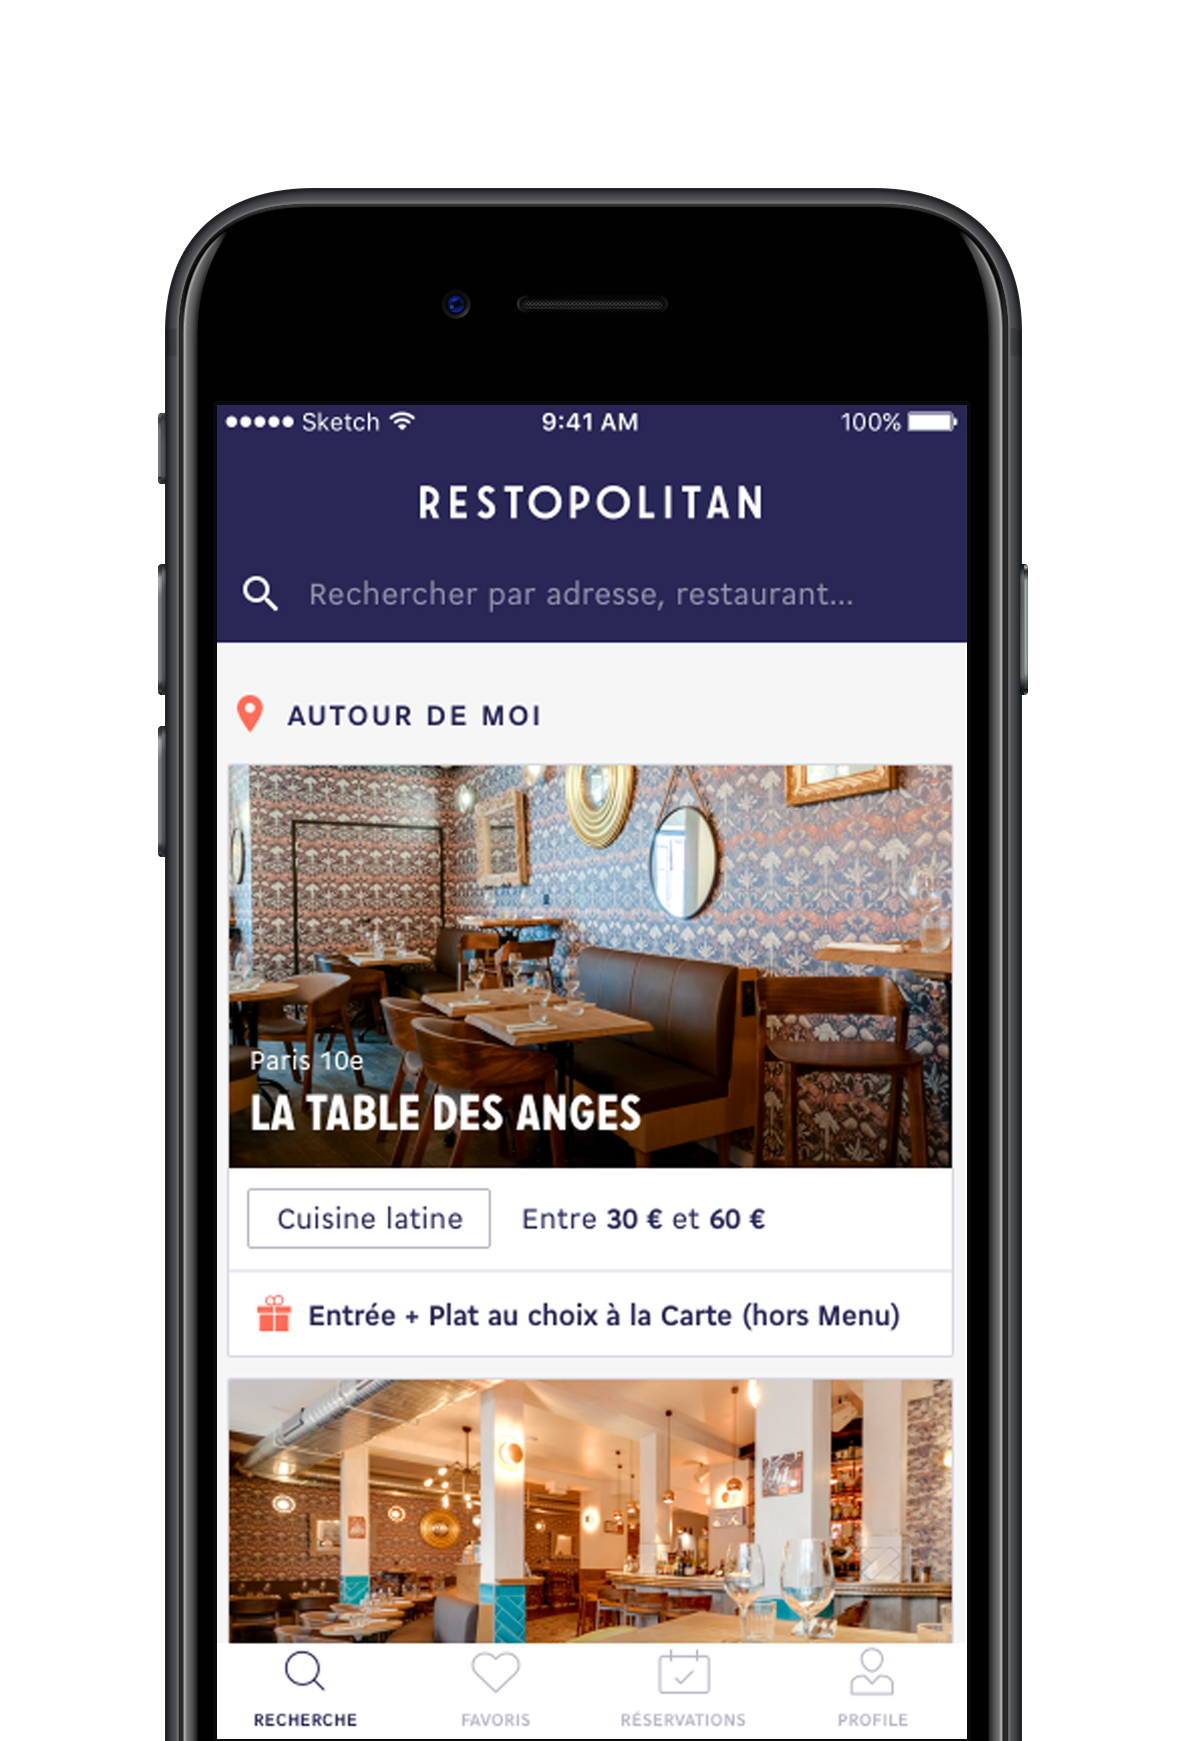 Sketch
9:41 AM
100%
RESTOPOLITAN
Rechercher par adresse, restaurant...
AUTOUR DE MOI
Paris 10e
LA TABLE DES ANGES
Cuisine latine
Entre 30 € et 60 €
Entrée + Plat au choix à la Carte (hors Menu)
RECHERCHE
FAVORIS
RÉSERVATIONS
PROFILE